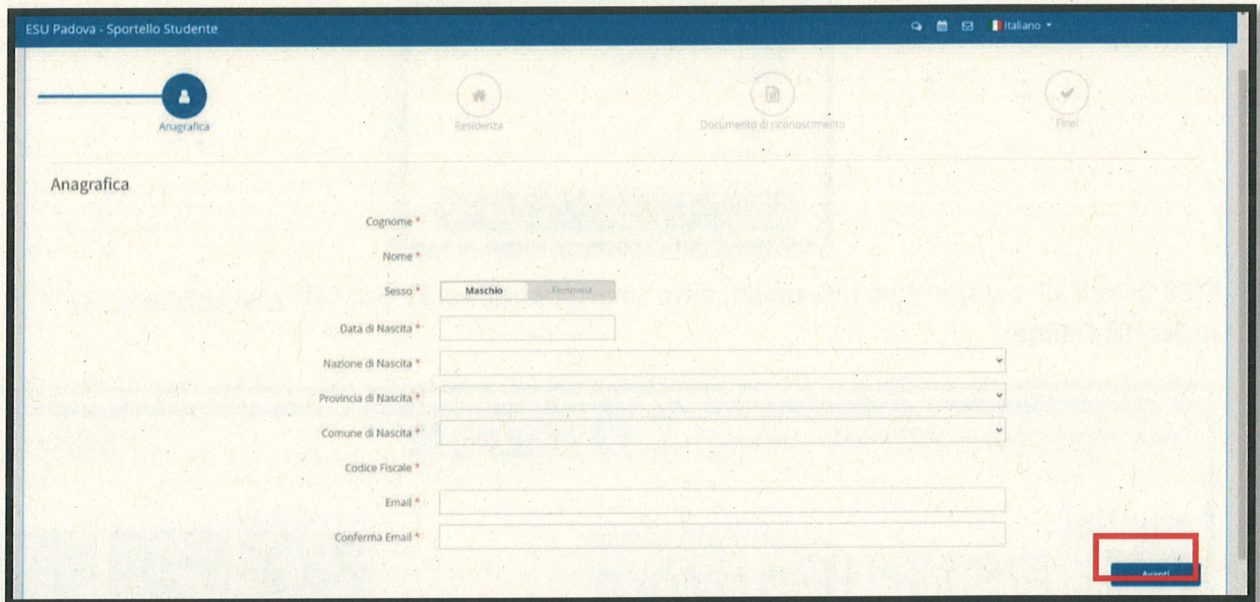 ESU Padova - Sportello Studente
Italiano
Anagrafica
Residenza
Documento di riconoscimento
Fine!
Anagrafica
Cognome *
Nome *
Sesso * Maschio Femmina
Data di Nascita *
Nazione di Nascita *
Provincia di Nascita *
Comune di Nascita *
Codice Fiscale *
Email *
Conferma Email *
Avanti